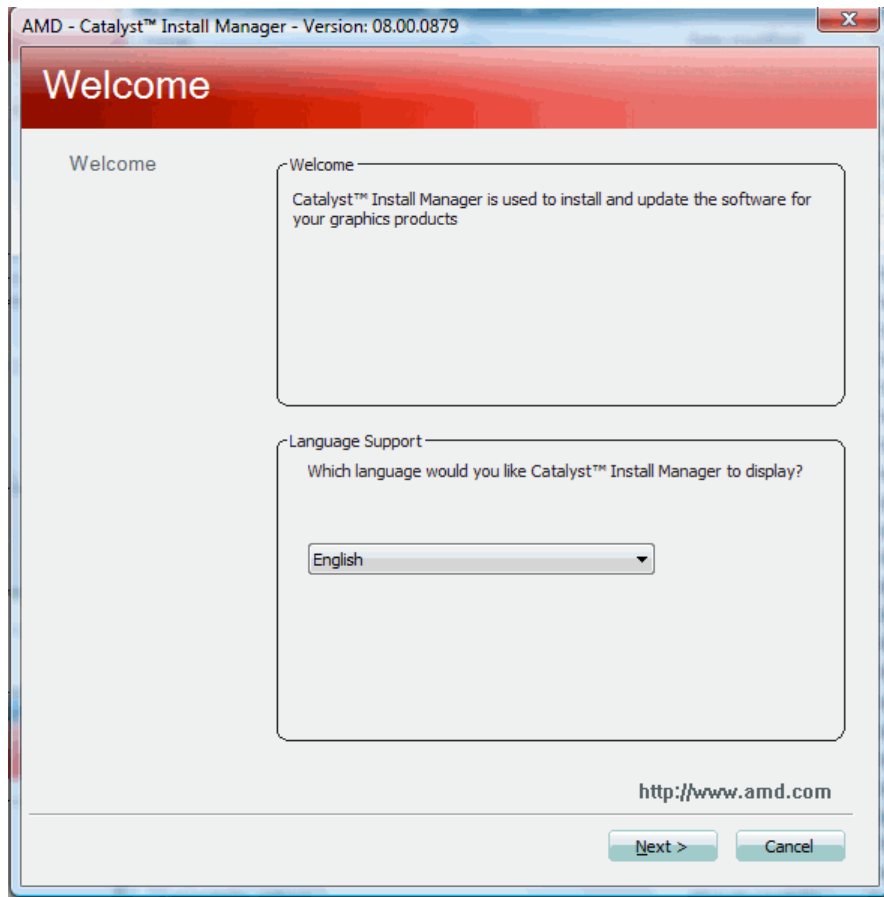 AMD - Catalyst™ Install Manager - Version: 08.00.0879
Welcome
Welcome
Welcome
Catalyst™ Install Manager is used to install and update the software for
your graphics products
Language Support
Which language would you like Catalyst™ Install Manager to display?
English
http://www.amd.com
Next >
Cancel